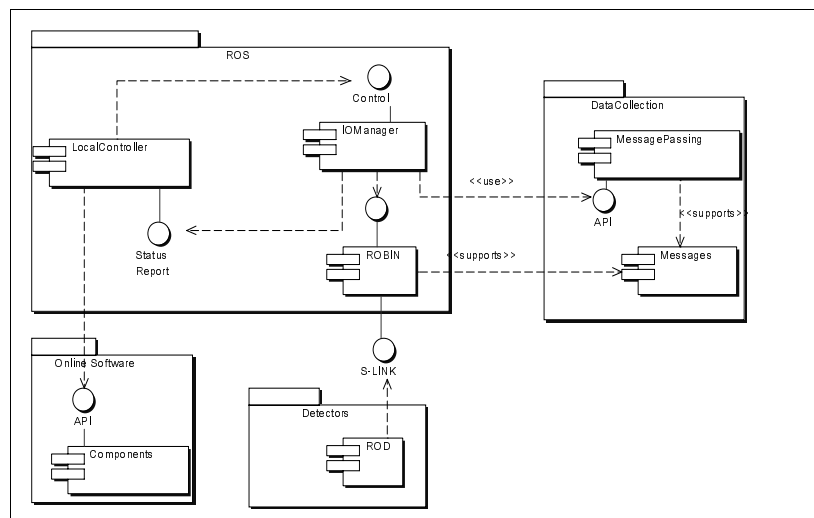 ROS
Control
DataCollection
IOManager
MessagePassing
LocalController
<<use>>
API
<<supports>>
Status
Report
ROBIN
<<supports>>
Messages
Online Software
S-LINK
API
Detectors
Components
ROD